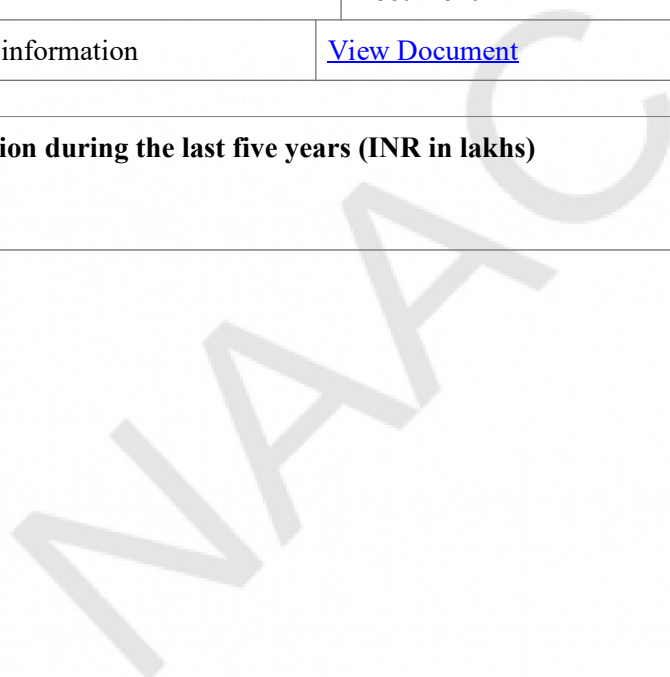 information View Document
ion during the last five years (INR in lakhs)
NAAC